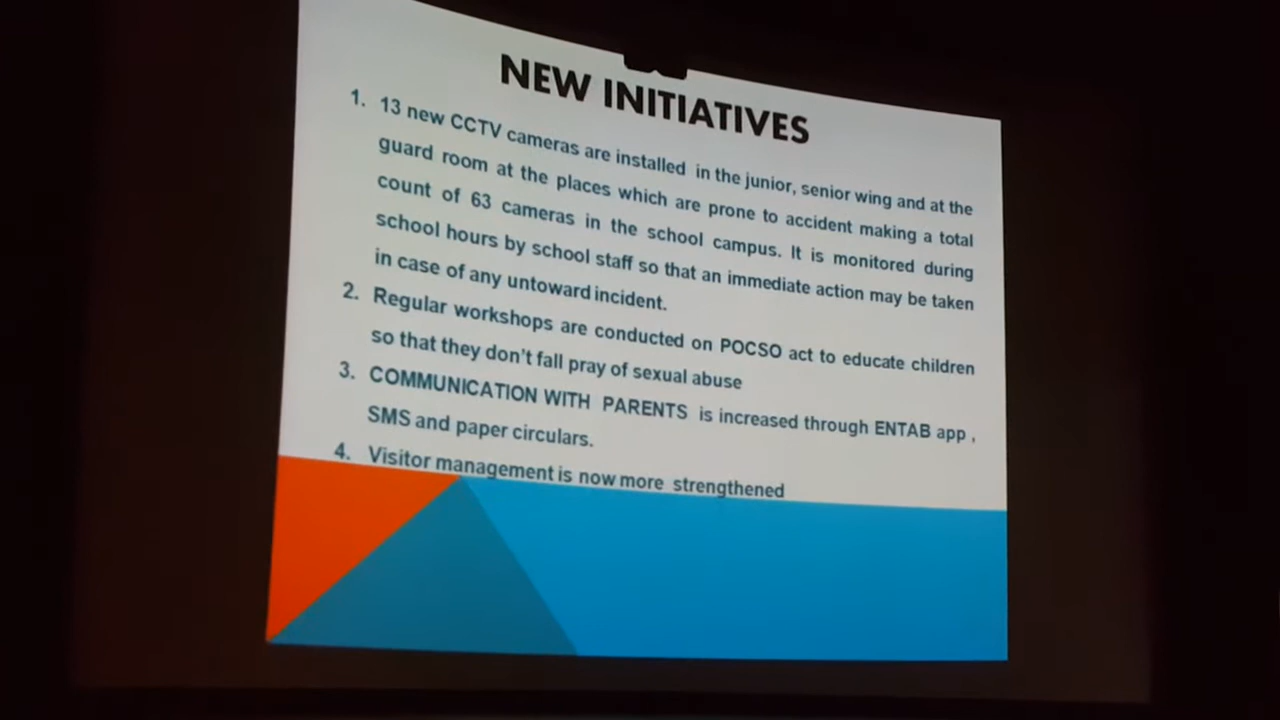 NEW INITIATIVES
1. 13 new CCTV cameras are installed in the junior, senior wing and at the
guard room at the places which are prone to accident making a total
count of 63 cameras in the school campus. It is monitored during
school hours by school staff so that an immediate action may be taken
in case of any untoward incident.
2. Regular workshops are conducted on POCSO act to educate children
so that they don't fall pray of sexual abuse
3. COMMUNICATION WITH PARENTS is increased through ENTAB app ,
SMS and paper circulars.
4. Visitor management is now more strengthened